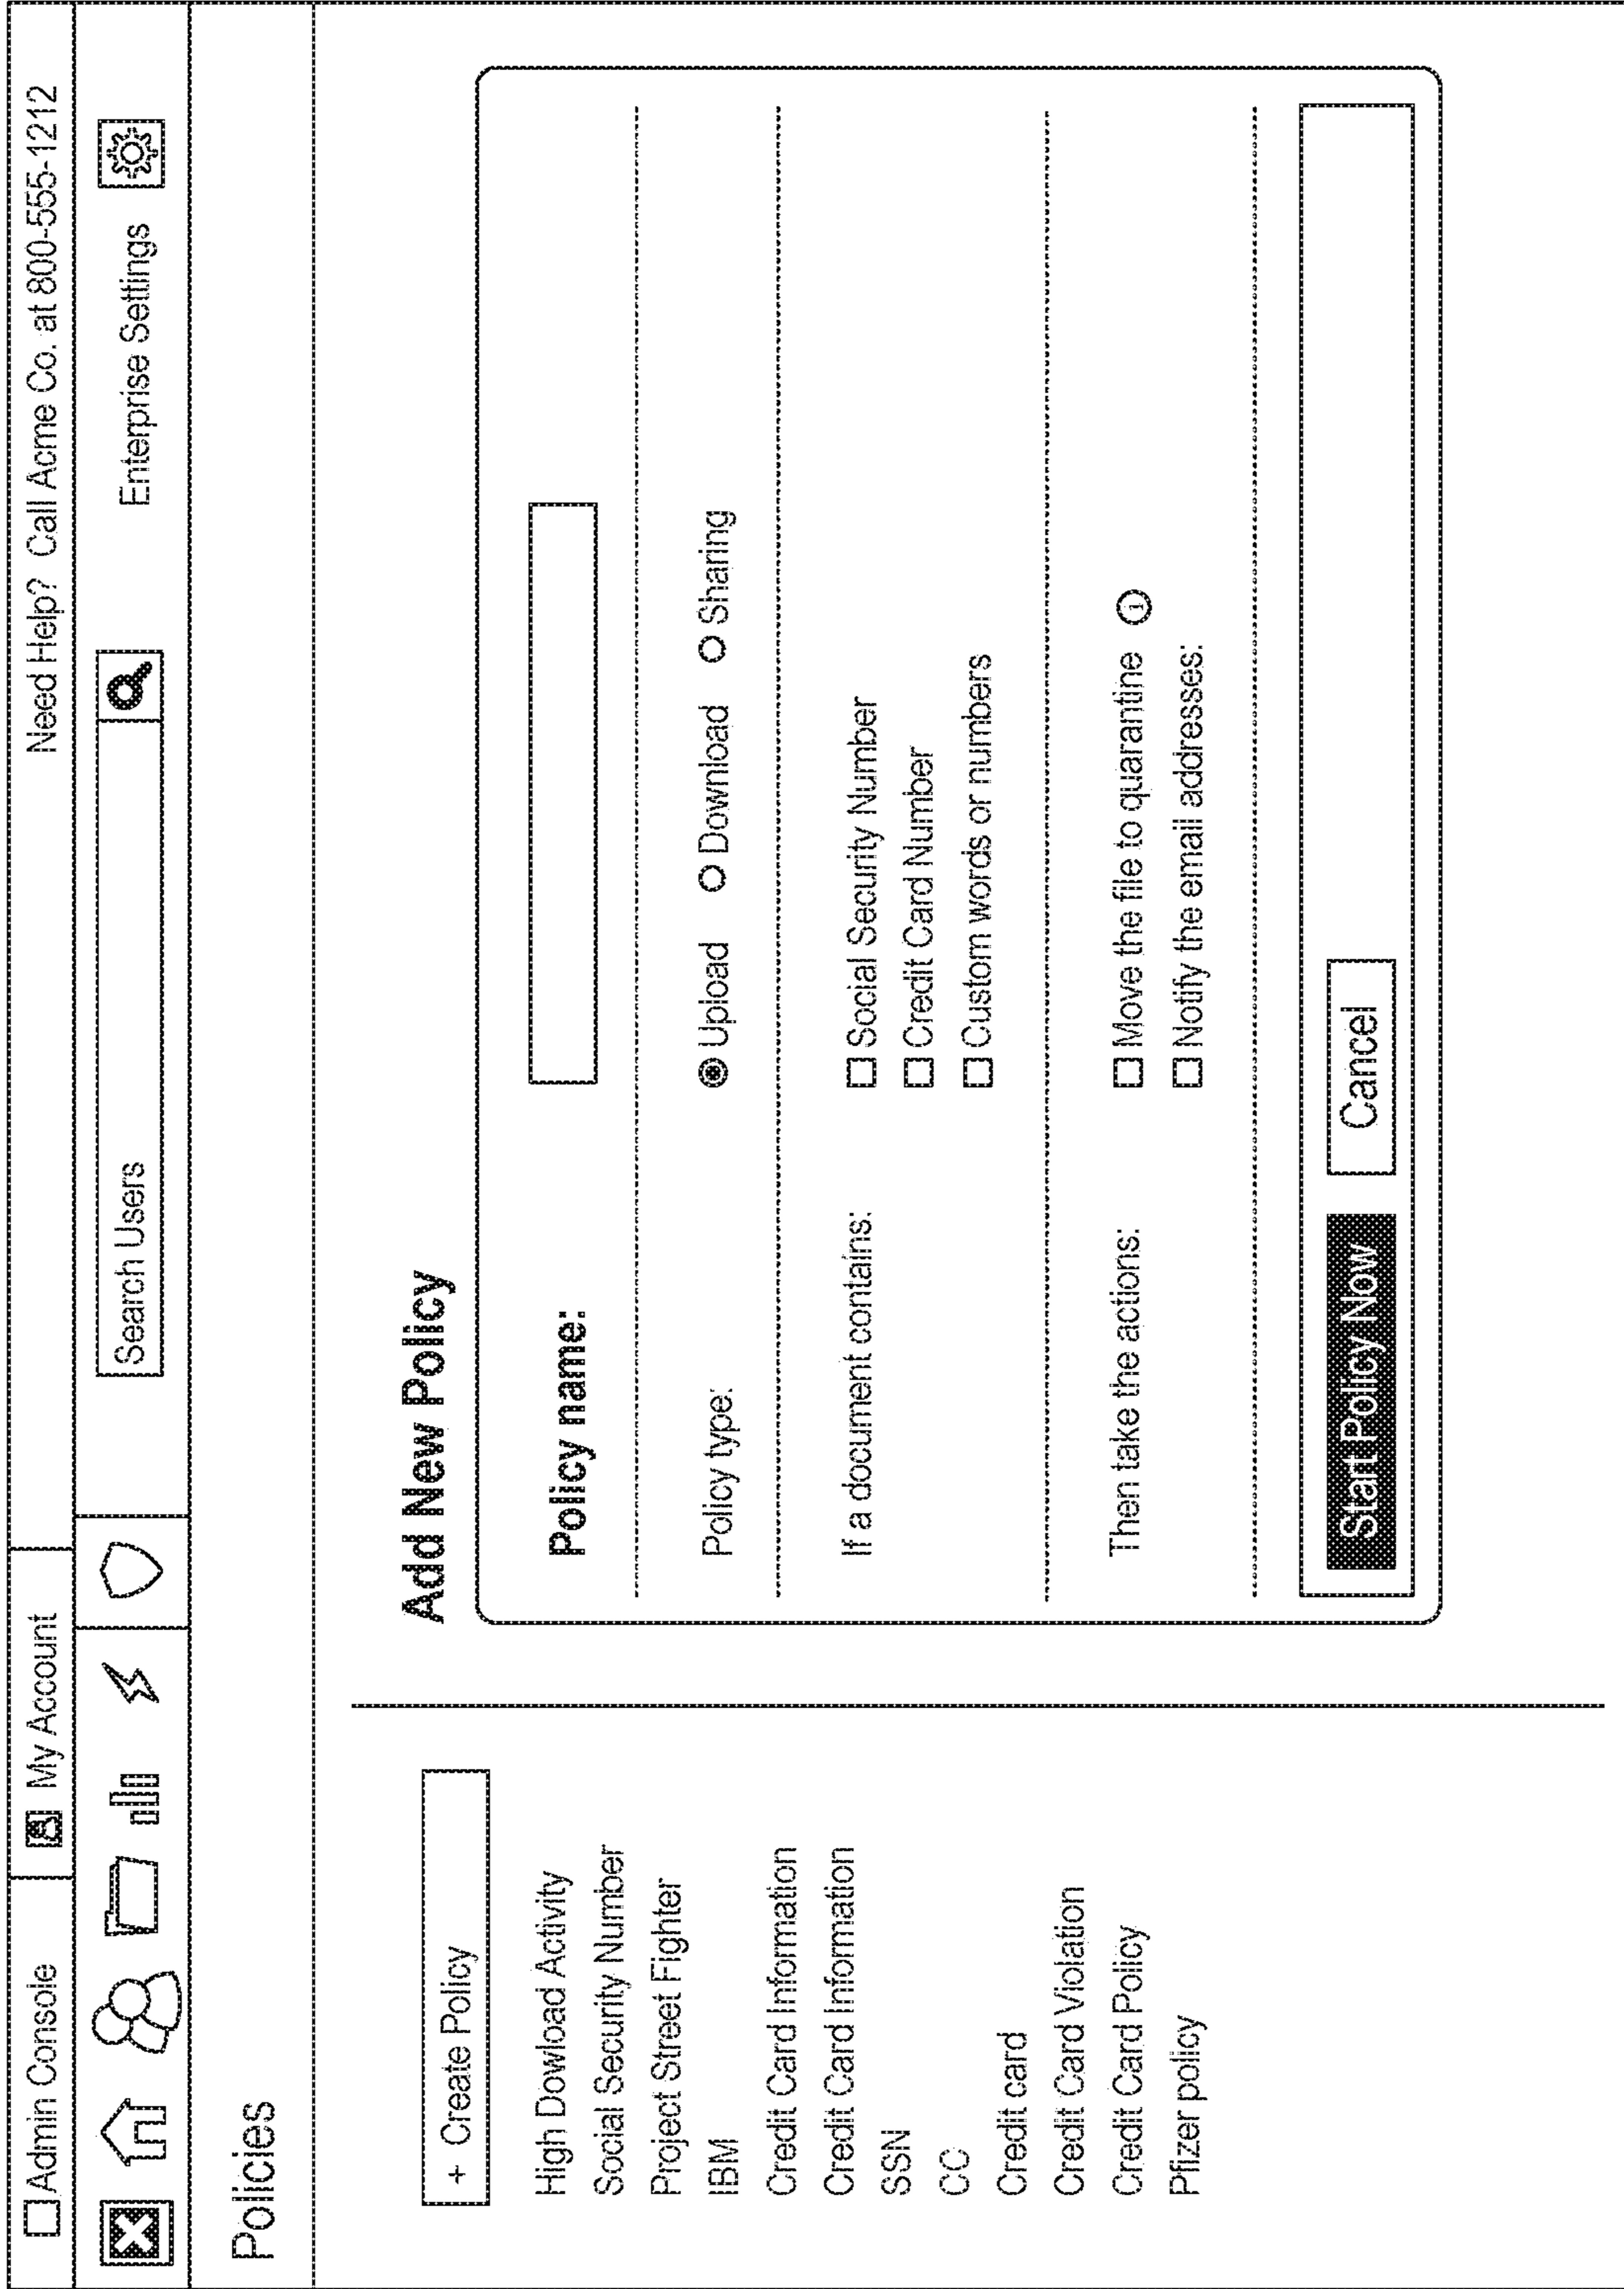 Admin Console My Account Need Help? Call Acme Co. at 800-555-1212
Search Users Enterprise Settings
Policies
+ Create Policy
High Dowload Activity
Social Security Number
Project Street Fighter
IBM
Credit Card Information
Credit Card Information
SSN
CC
Credit card
Credit Card Violation
Credit Card Policy
Pfizer policy
Add New Policy
Policy name:
Policy type: Upload Download Sharing
If a document contains: Social Security Number
Credit Card Number
Custom words or numbers
Then take the actions: Move the file to quarantine i
Notify the email addresses:
Start Policy Now Cancel